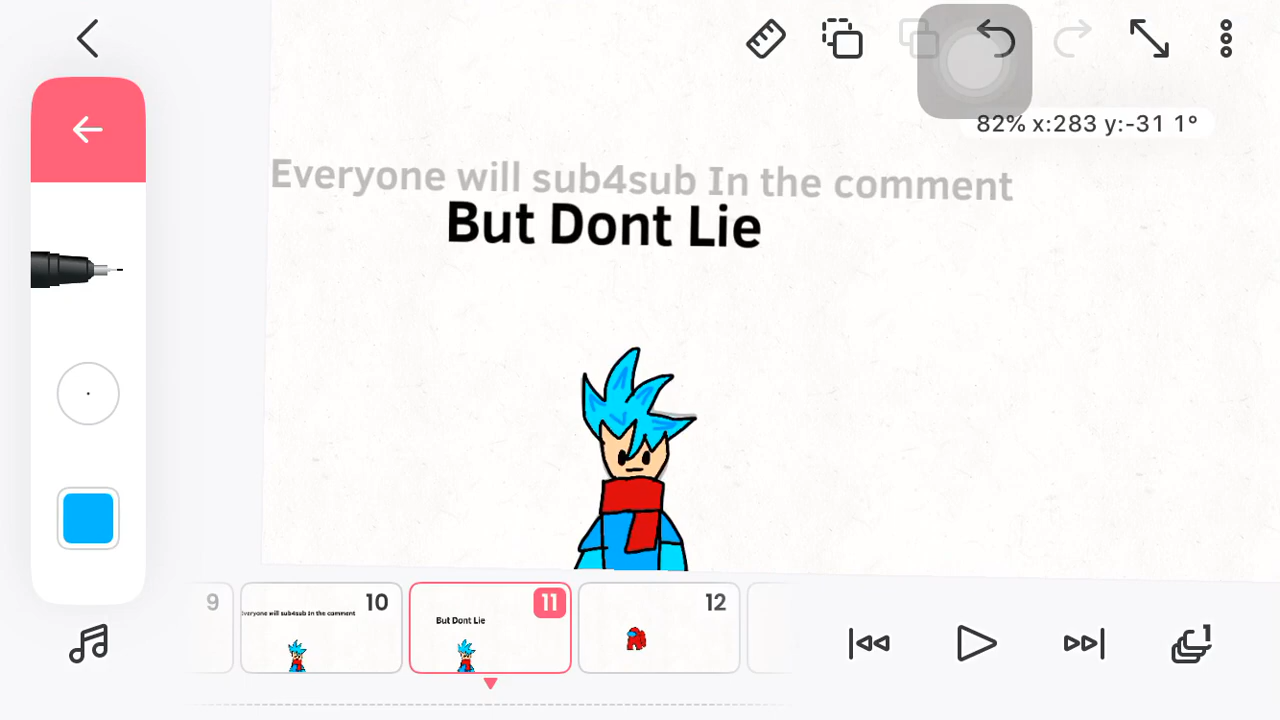 82% x:283 y:-31 1°
Everyone will sub4sub In the comment
But Dont Lie
9
10
11
12
Everyone will sub4sub In the comment
But Dont Lie
1